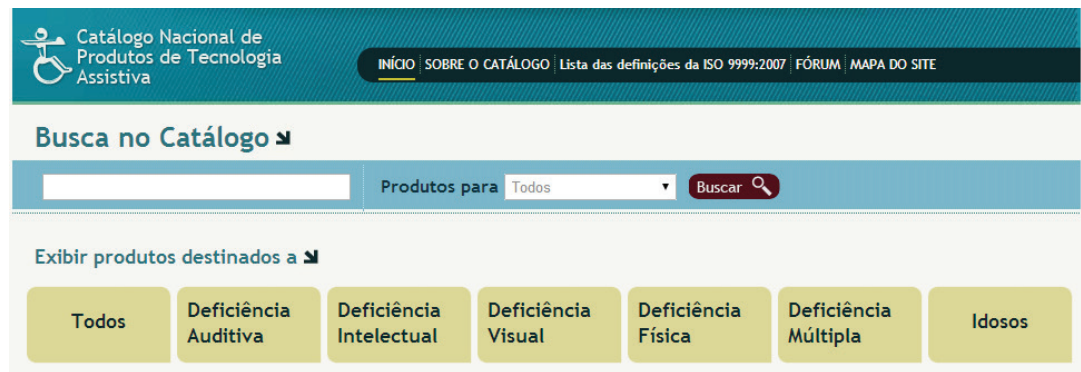 Catálogo Nacional de
Produtos de Tecnologia
Assistiva
INÍCIO SOBRE O CATÁLOGO Lista das definições da ISO 9999:2007 FÓRUM MAPA DO SITE
Busca no Catálogo
Produtos para Todos Buscar
Exibir produtos destinados a
Todos
Deficiência
Auditiva
Deficiência
Intelectual
Deficiência
Visual
Deficiência
Física
Deficiência
Múltipla
Idosos